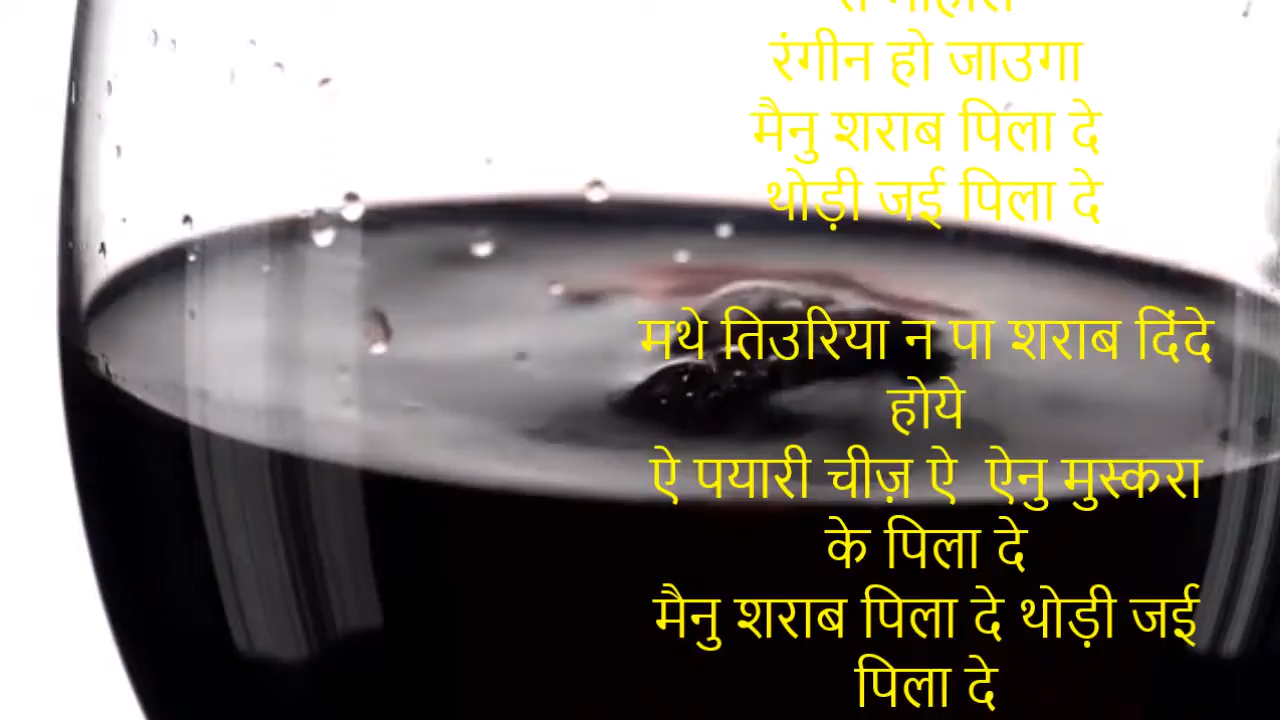 रंगीन हो जाउगा
मैनु शराब पिला दे
थोड़ी जई पिला दे
मथे तिउरिया न पा शराब दिंदे
होये
ऐ पयारी चीज़ ऐ  ऐनु मुस्करा
के पिला दे
मैनु शराब पिला दे थोड़ी जई
पिला दे